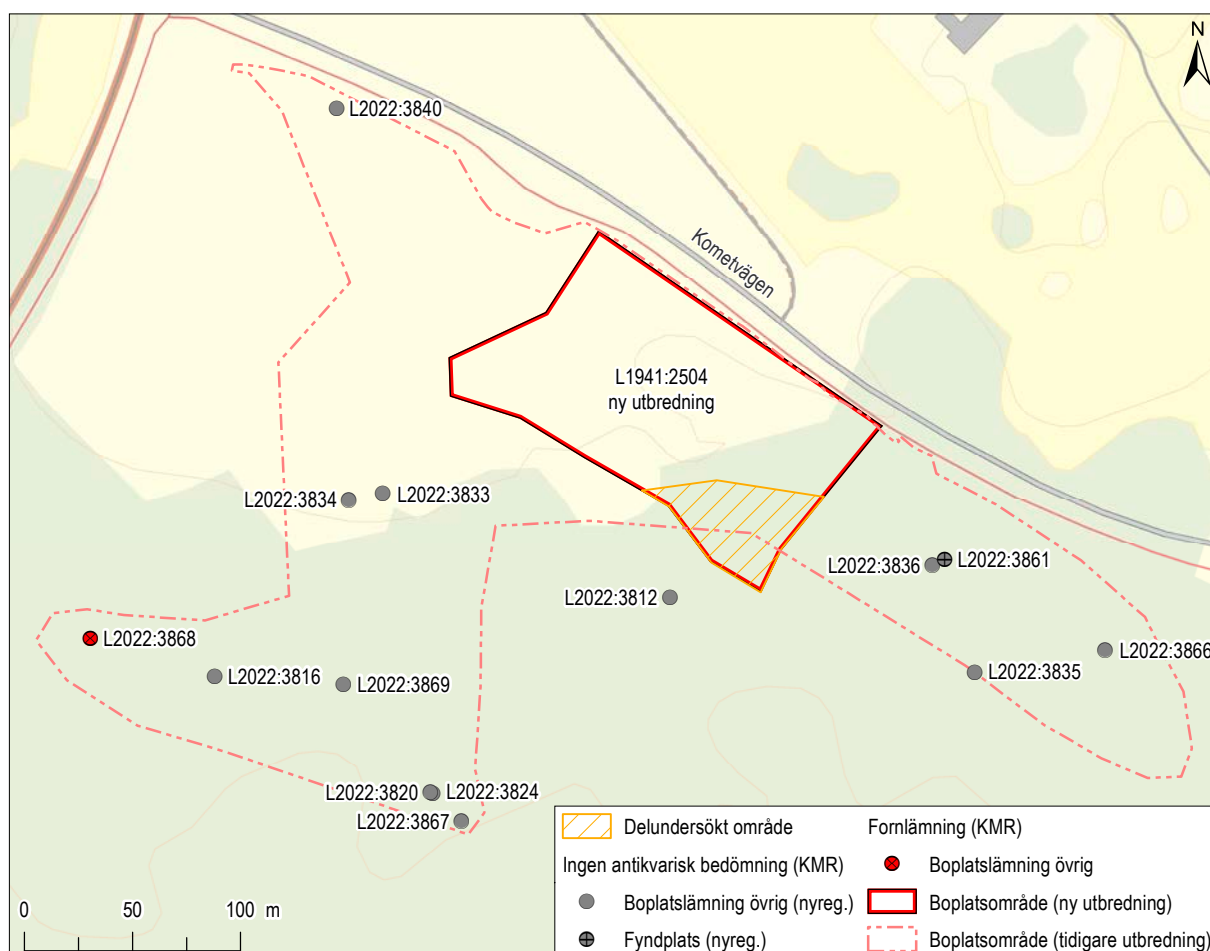 N
L2022:3840
Kometvägen
L1941:2504
ny utbredning
L2022:3834
L2022:3833
L2022:3836
L2022:3861
L2022:3812
L2022:3868
L2022:3866
L2022:3816
L2022:3869
L2022:3835
L2022:3820
L2022:3824
L2022:3867
Delundersökt område
Fornlämning (KMR)
Ingen antikvarisk bedömning (KMR)
Boplatslämning övrig
Boplatslämning övrig (nyreg.)
Boplatsområde (ny utbredning)
Fyndplats (nyreg.)
Boplatsområde (tidigare utbredning)
0 50 100 m